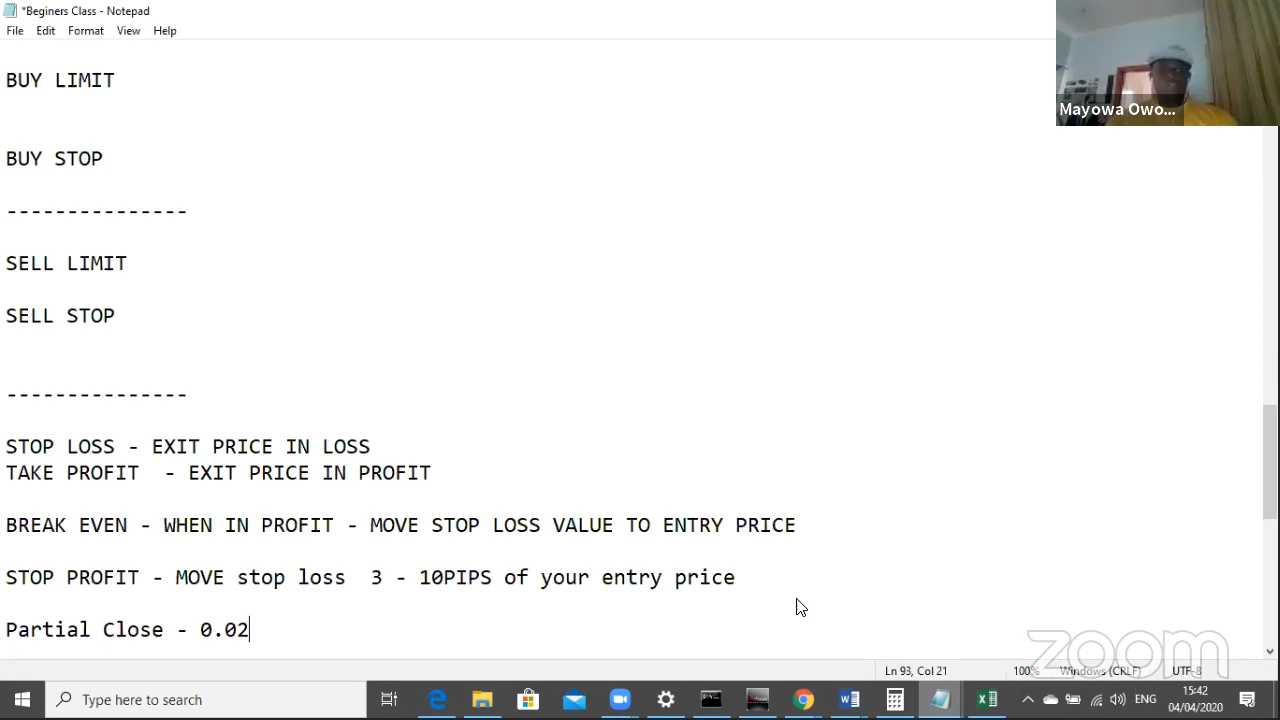 *Beginers Class - Notepad
File Edit Format View Help
BUY LIMIT
Mayowa Owo...
BUY STOP
---------------
SELL LIMIT
SELL STOP
---------------
STOP LOSS - EXIT PRICE IN LOSS
TAKE PROFIT  - EXIT PRICE IN PROFIT
BREAK EVEN - WHEN IN PROFIT - MOVE STOP LOSS VALUE TO ENTRY PRICE
STOP PROFIT - MOVE stop loss  3 - 10PIPS of your entry price
Partial Close - 0.02
zoom
Ln 93, Col 21 100% Windows (CRLF) UTF-8
Type here to search ENG 15:42
04/04/2020